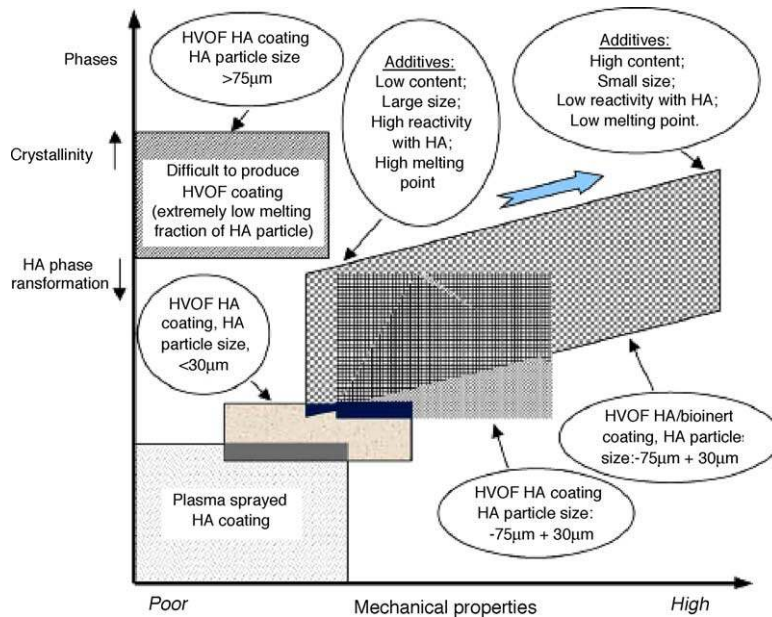 Phases
HVOF HA coating
HA particle size
>75μm
Additives:
Low content;
Large size;
High reactivity
with HA;
High melting
point
Additives:
High content;
Small size;
Low reactivity with HA;
Low melting point.
Crystallinity
Difficult to produce
HVOF coating
(extremely low melting
fraction of HA particle)
HA phase
ransformation
HVOF HA
coating, HA
particle size,
<30μm
HVOF HA/bioinert
coating, HA particle
size:-75μm + 30μm
HVOF HA coating
HA particle size:
-75μm + 30μm
Plasma sprayed
HA coating
Poor
Mechanical properties
High